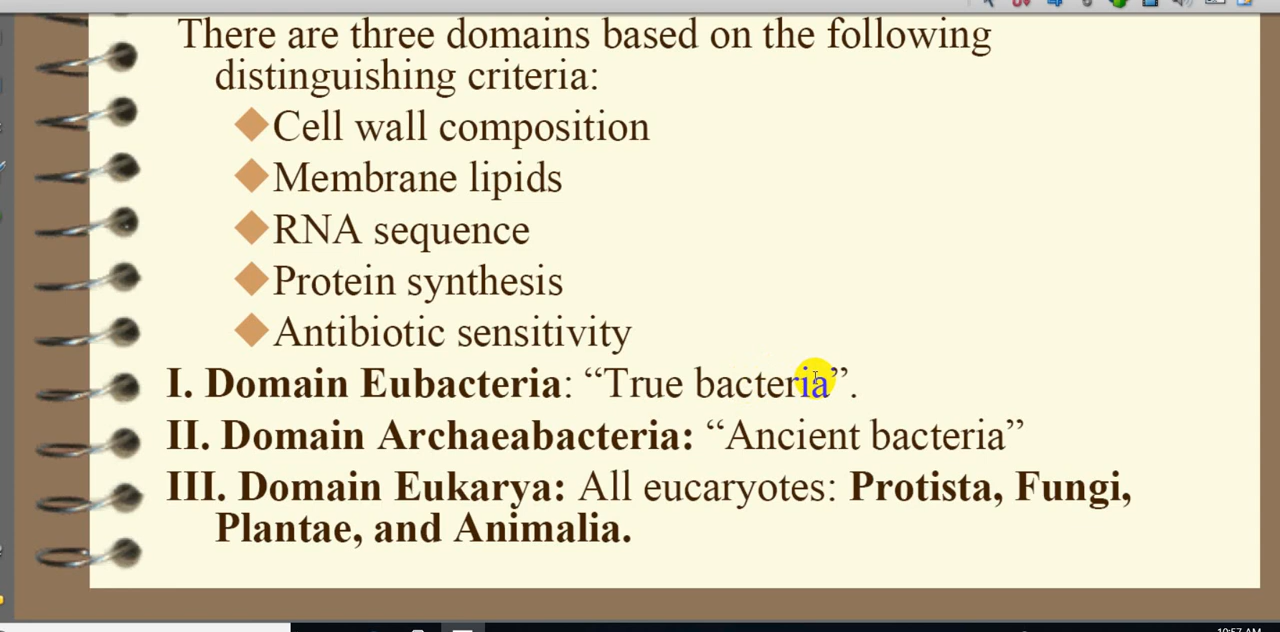 There are three domains based on the following
distinguishing criteria:
Cell wall composition
Membrane lipids
RNA sequence
Protein synthesis
Antibiotic sensitivity
I. Domain Eubacteria: “True bacteria”.
II. Domain Archaeabacteria: “Ancient bacteria”
III. Domain Eukarya: All eucaryotes: Protista, Fungi,
Plantae, and Animalia.